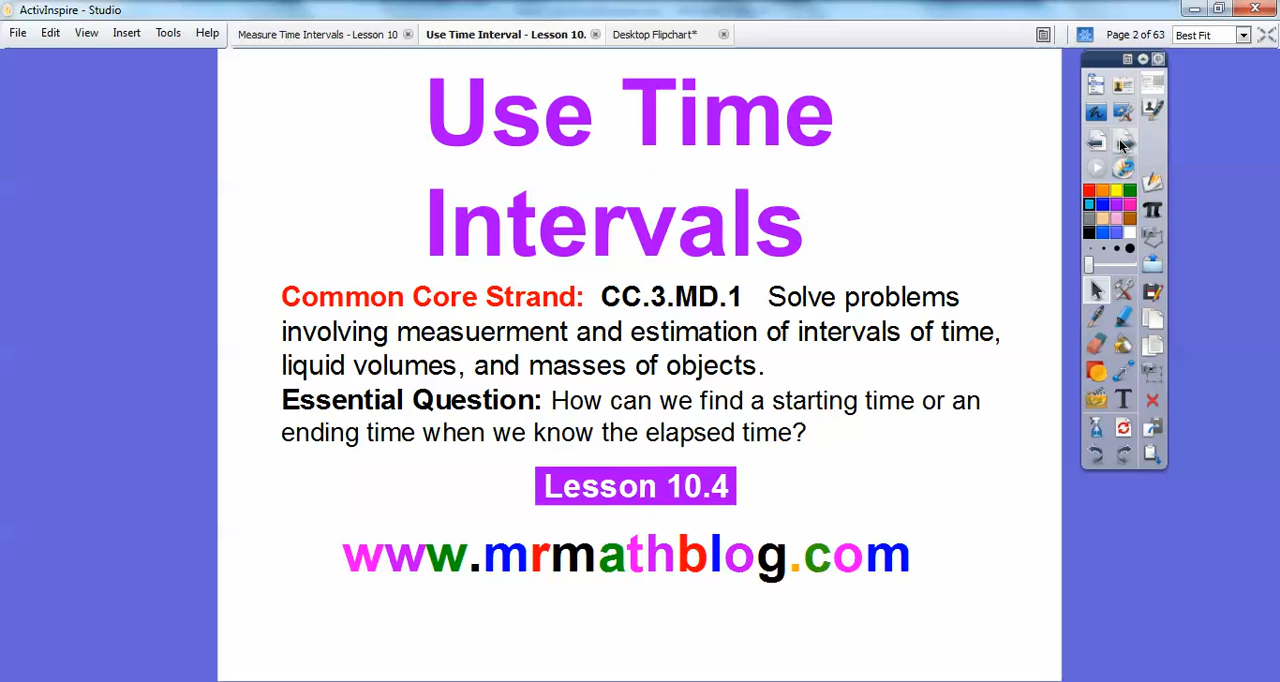 ActivInspire - Studio
File Edit View Insert Tools Help
Measure Time Intervals - Lesson 10
Use Time Interval - Lesson 10.
Desktop Flipchart*
Page 2 of 63
Best Fit
Use Time
Intervals
Common Core Strand: CC.3.MD.1 Solve problems
involving measuerment and estimation of intervals of time,
liquid volumes, and masses of objects.
Essential Question: How can we find a starting time or an
ending time when we know the elapsed time?
Lesson 10.4
www.mrmathblog.com